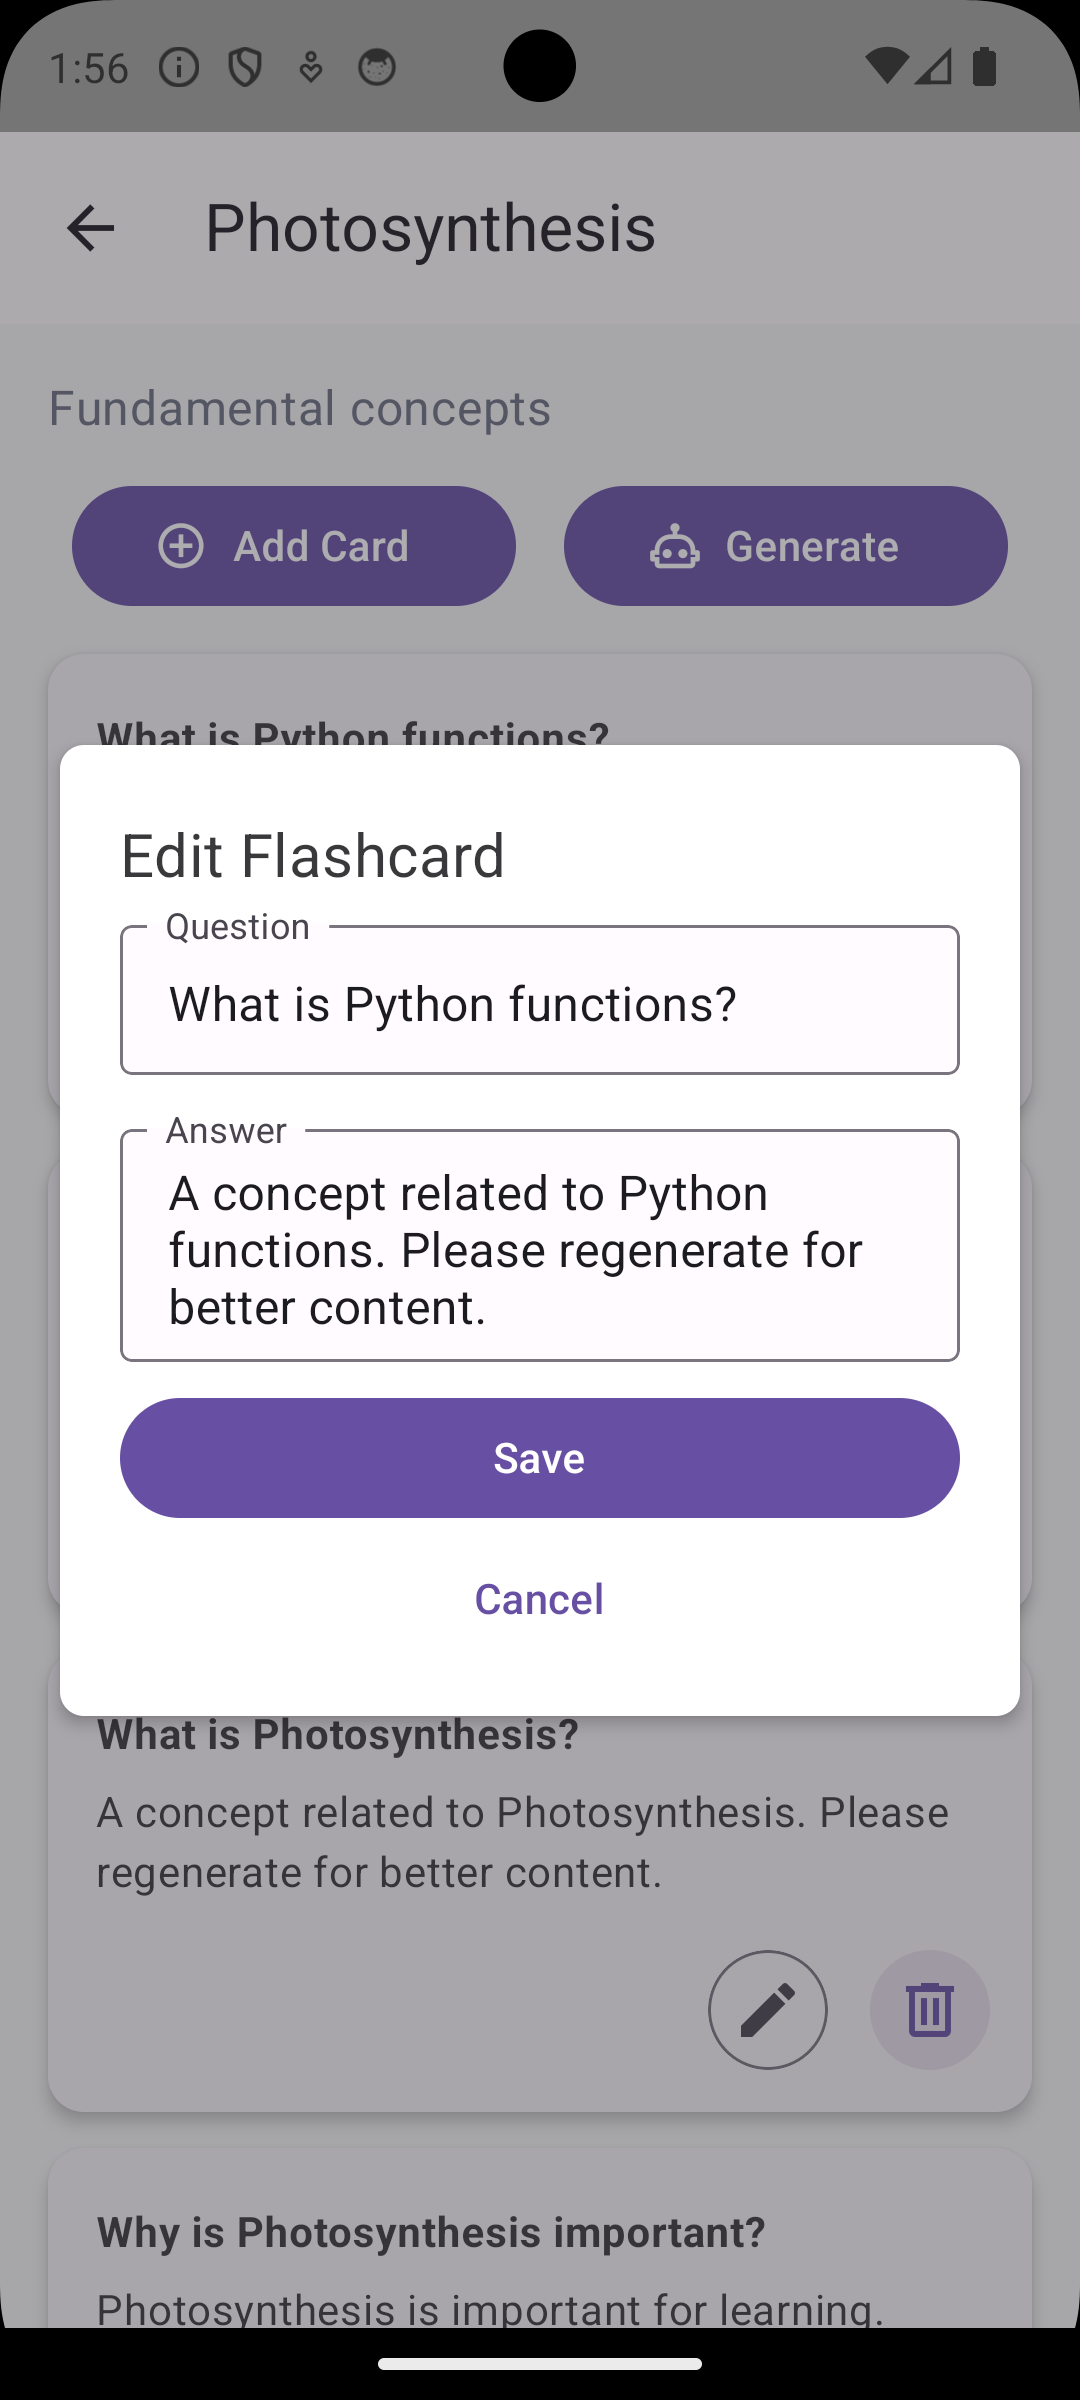 1:56
Photosynthesis
Fundamental concepts
Add Card
Generate
What is Python functions?
Edit Flashcard
Question
What is Python functions?
Answer
A concept related to Python
functions. Please regenerate for
better content.
Save
Cancel
What is Photosynthesis?
A concept related to Photosynthesis. Please
regenerate for better content.
Why is Photosynthesis important?
Photosynthesis is important for learning.